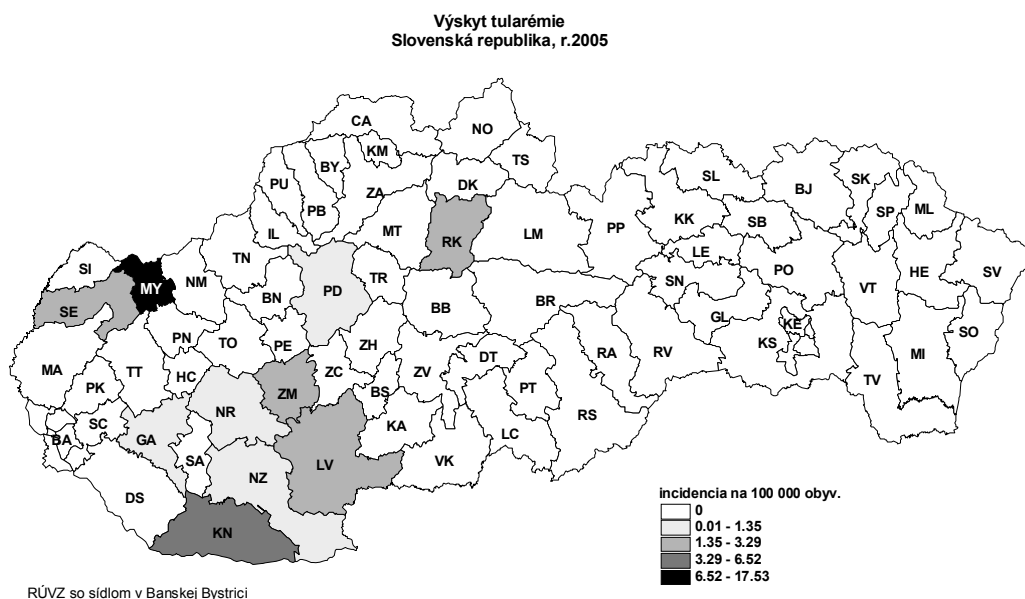 Výskyt tularémie
Slovenská republika, r.2005
CA
NO
KM
TS
BY
PU
ZA
DK
SL
BJ
SK
PB
SP
ML
KK
SB
IL
MT
RK
LM
PP
LE
TN
SI
NM
MY
BN
PD
TR
SN
PO
HE
SV
VT
SE
BB
BR
GL
KE
SO
PN
TO
PE
ZH
KS
MI
MA
TT
HC
ZC
ZV
DT
RA
RV
TV
PK
ZM
BS
PT
NR
KA
RS
SC
BA
GA
LC
SA
LV
VK
NZ
DS
KN
incidencia na 100 000 obyv.
0
0.01 - 1.35
1.35 - 3.29
3.29 - 6.52
6.52 - 17.53
RÚVZ so sídlom v Banskej Bystrici